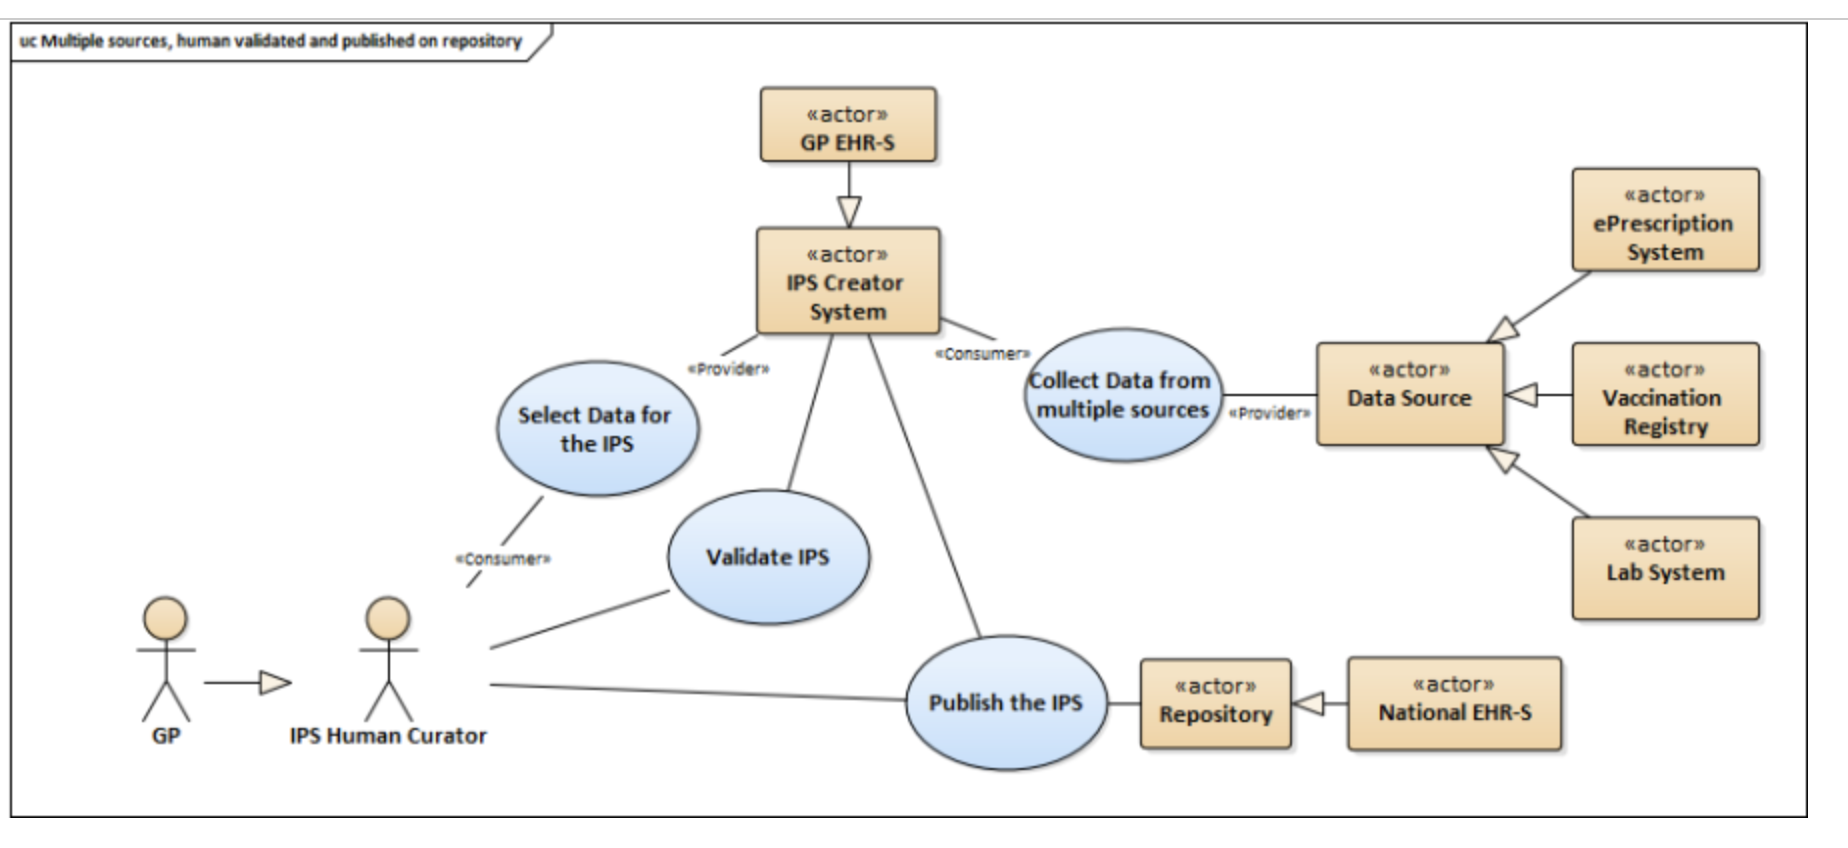 uc Multiple sources, human validated and published on repository
«actor»
GP EHR-S
«actor»
IPS Creator
System
«actor»
ePrescription
System
«Provider»
«Consumer»
Select Data for
the IPS
Collect Data from
multiple sources
«Provider»
«actor»
Data Source
«actor»
Vaccination
Registry
«Consumer»
Validate IPS
«actor»
Lab System
GP
IPS Human Curator
Publish the IPS
«actor»
Repository
«actor»
National EHR-S